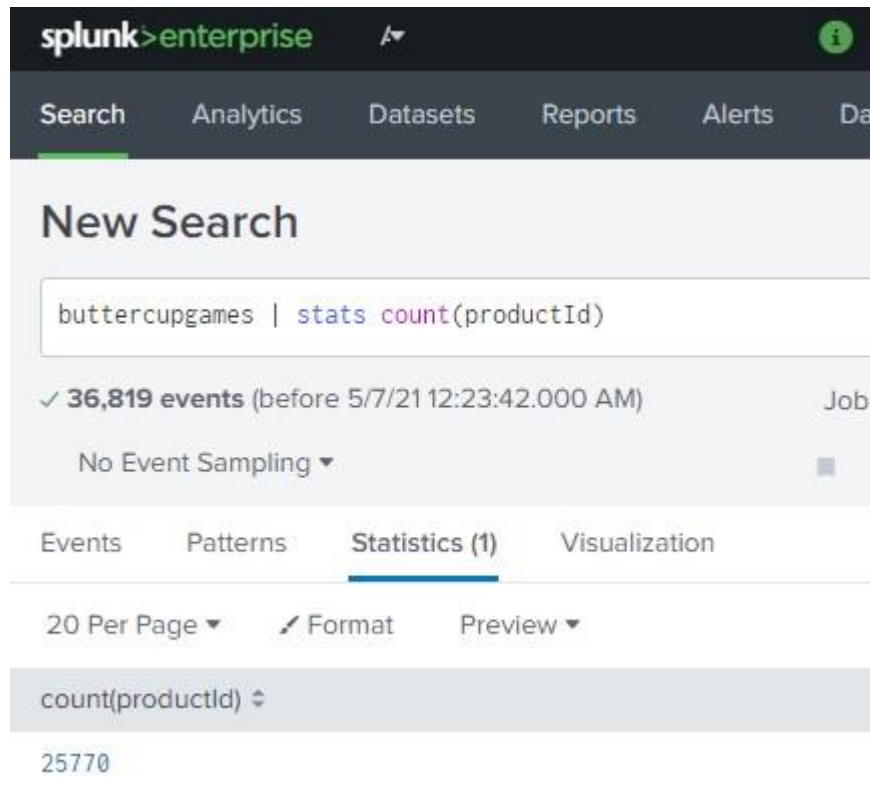 splunk>enterprise
Search Analytics Datasets Reports Alerts Da
New Search
buttercupgames | stats count(productId)
✓ 36,819 events (before 5/7/21 12:23:42.000 AM) Job
No Event Sampling
Events Patterns Statistics (1) Visualization
20 Per Page Format Preview
count(productId)
25770